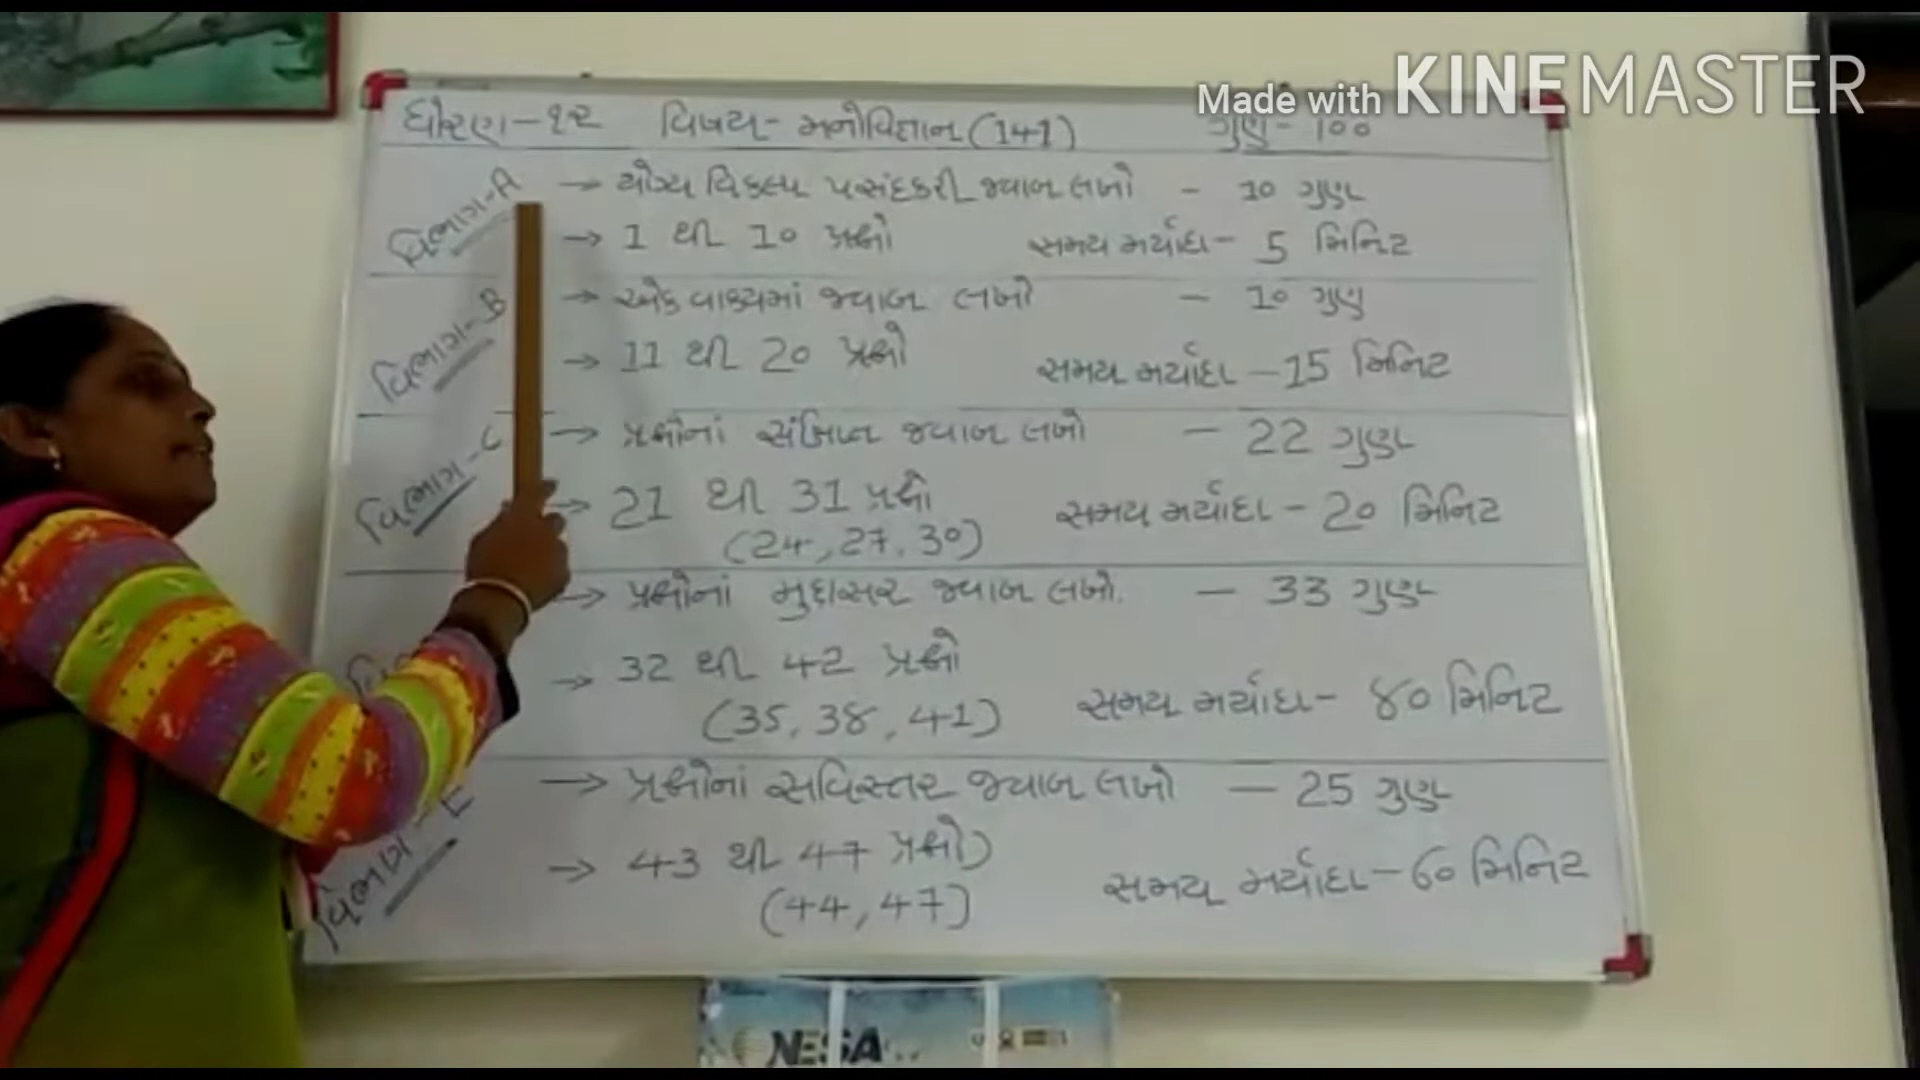 Made with KINEMASTER
ધોરણ-૧૨ વિષય- મનોવિજ્ઞાન (141) ગુણ-100
વિભાગ-A → યોગ્ય વિકલ્પ પસંદકરી જવાબ લખો - 10 ગુણ
→ 1 થી 10 પ્રશ્નો સમય મર્યાદા- 5 મિનિટ
વિભાગ-B → એક વાક્યમાં જવાબ લખો - 10 ગુણ
→ 11 થી 20 પ્રશ્નો સમય મર્યાદા -15 મિનિટ
વિભાગ-C → પ્રશ્નોનાં સંક્ષિપ્ત જવાબ લખો - 22 ગુણ
→ 21 થી 31 પ્રશ્નો સમય મર્યાદા - 20 મિનિટ
(24, 27, 30)
→ પ્રશ્નોનાં મુદ્દાસર જવાબ લખો. - 33 ગુણ
→ 32 થી 42 પ્રશ્નો
(35, 38, 41) સમય મર્યાદા- ૪૦ મિનિટ
વિભાગ-E → પ્રશ્નોનાં સવિસ્તર જવાબ લખો - 25 ગુણ
→ 43 થી 47 પ્રશ્નો
(44, 47) સમય મર્યાદા-60 મિનિટ
NESA